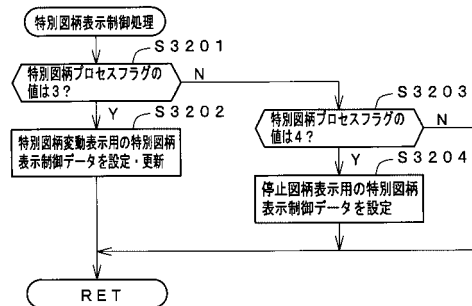 特別図柄表示制御処理
S3201
特別図柄プロセスフラグの
値は3?
N
Y
S3202
特別図柄変動表示用の特別図柄
表示制御データを設定・更新
S3203
特別図柄プロセスフラグの
値は4?
N
Y
S3204
停止図柄表示用の特別図柄
表示制御データを設定
RET